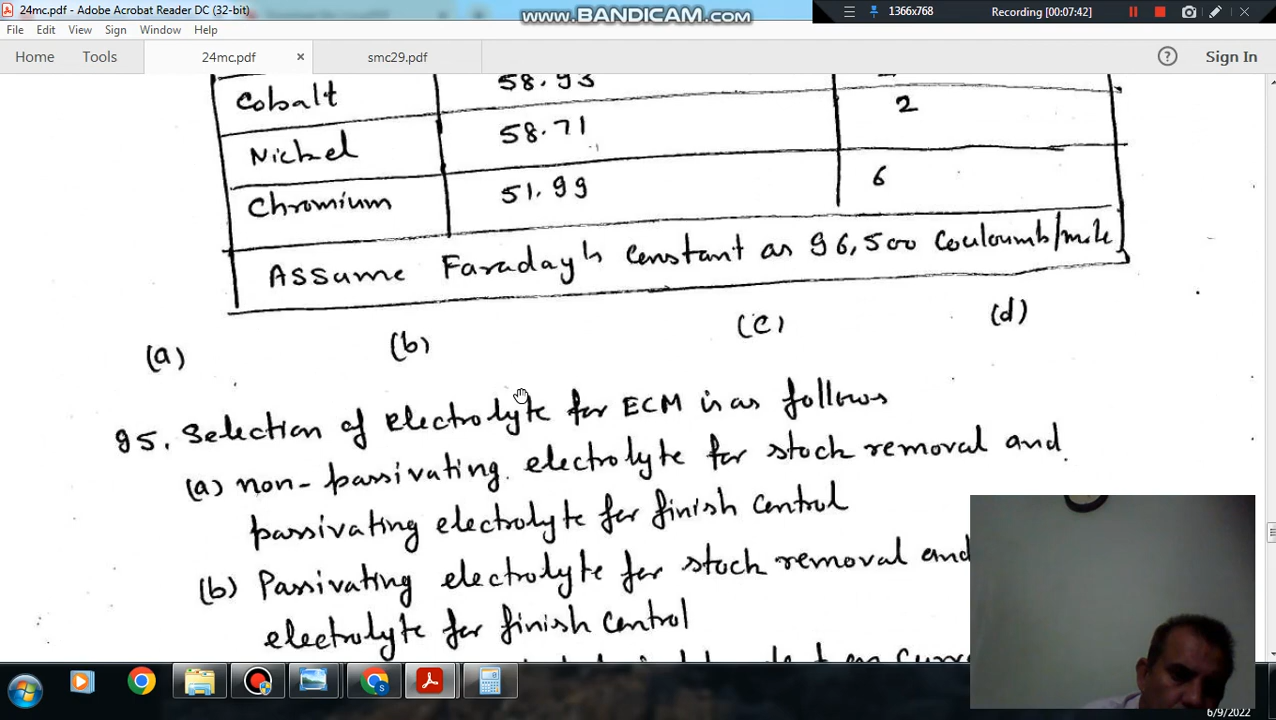 24mc.pdf - Adobe Acrobat Reader DC (32-bit)
www.BANDICAM.com
1366x768
Recording [00:07:42]
File Edit View Sign Window Help
Home Tools 24mc.pdf × smc29.pdf Sign In
Cobalt 58.93
Nickel 58.71 2
Chromium 51.99 6
Assume Faraday's constant as 96,500 Couloumb/mole
(a) (b) (c) (d)
95. Selection of Electrolyte for ECM is as follows
(a) non-passivating electrolyte for stock removal and
passivating electrolyte for finish control
(b) Passivating electrolyte for stock removal and
electrolyte for finish control
6/9/2022